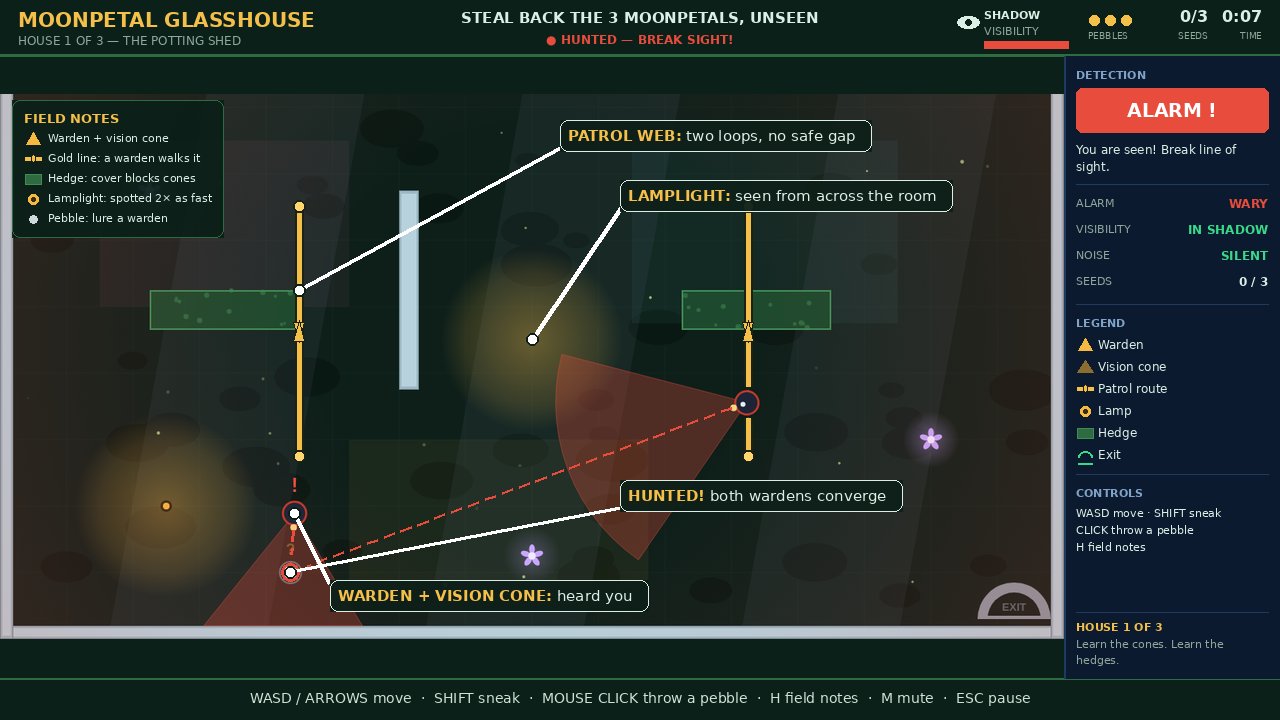 MOONPETAL GLASSHOUSE
HOUSE 1 OF 3 — THE POTTING SHED
STEAL BACK THE 3 MOONPETALS, UNSEEN
● HUNTED — BREAK SIGHT!
SHADOW
VISIBILITY
PEBBLES
0/3
SEEDS
0:07
TIME
FIELD NOTES
Warden + vision cone
Gold line: a warden walks it
Hedge: cover blocks cones
Lamplight: spotted 2× as fast
Pebble: lure a warden
PATROL WEB: two loops, no safe gap
LAMPLIGHT: seen from across the room
!
HUNTED! both wardens converge
WARDEN + VISION CONE: heard you
EXIT
DETECTION
ALARM !
You are seen! Break line of
sight.
ALARM WARY
VISIBILITY IN SHADOW
NOISE SILENT
SEEDS 0 / 3
LEGEND
Warden
Vision cone
Patrol route
Lamp
Hedge
Exit
CONTROLS
WASD move · SHIFT sneak
CLICK throw a pebble
H field notes
HOUSE 1 OF 3
Learn the cones. Learn the
hedges.
WASD / ARROWS move · SHIFT sneak · MOUSE CLICK throw a pebble · H field notes · M mute · ESC pause